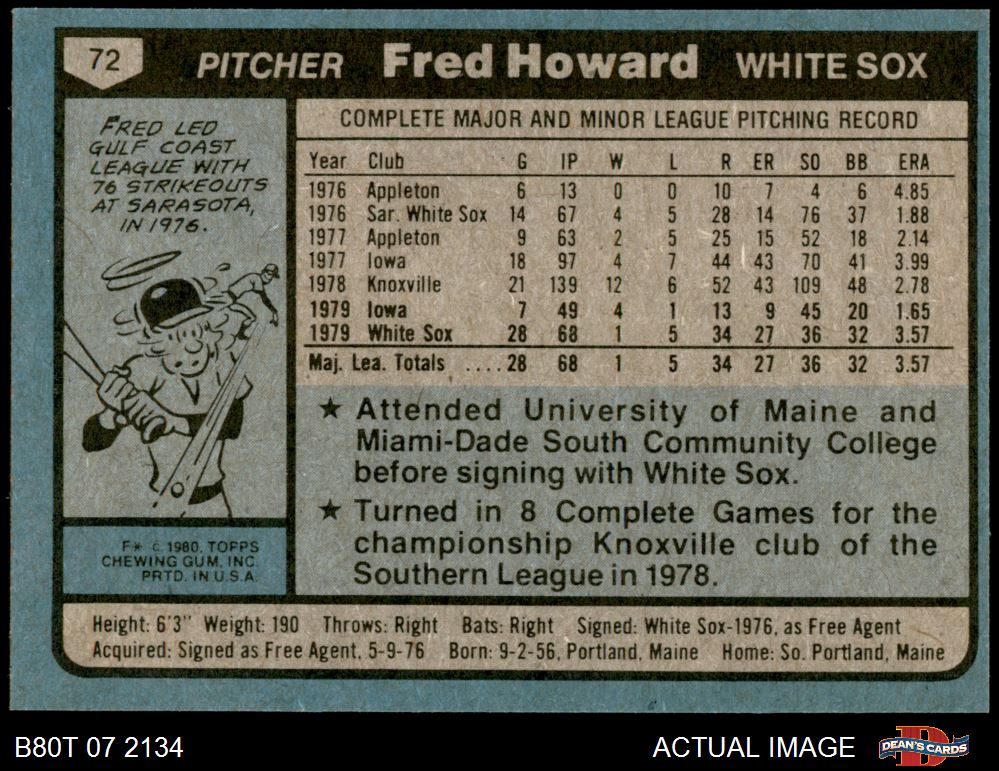 72 PITCHER Fred Howard WHITE SOX
FRED LED
GULF COAST
LEAGUE WITH
76 STRIKEOUTS
AT SARASOTA,
IN 1976.
COMPLETE MAJOR AND MINOR LEAGUE PITCHING RECORD
Year Club G IP W L R ER SO BB ERA
1976 Appleton 6 13 0 0 10 7 4 6 4.85
1976 Sar. White Sox 14 67 4 5 28 14 76 37 1.88
1977 Appleton 9 63 2 5 25 15 52 18 2.14
1977 Iowa 18 97 4 7 44 43 70 41 3.99
1978 Knoxville 21 139 12 6 52 43 109 48 2.78
1979 Iowa 7 49 4 1 13 9 45 20 1.65
1979 White Sox 28 68 1 5 34 27 36 32 3.57
Maj. Lea. Totals ....28 68 1 5 34 27 36 32 3.57
★ Attended University of Maine and
Miami-Dade South Community College
before signing with White Sox.
★ Turned in 8 Complete Games for the
championship Knoxville club of the
Southern League in 1978.
F* © 1980, TOPPS
CHEWING GUM, INC.
PRTD. IN U.S.A.
Height: 6'3" Weight: 190 Throws: Right Bats: Right Signed: White Sox-1976, as Free Agent
Acquired: Signed as Free Agent, 5-9-76 Born: 9-2-56, Portland, Maine Home: So. Portland, Maine
B80T 07 2134 ACTUAL IMAGE DEAN'S CARDS